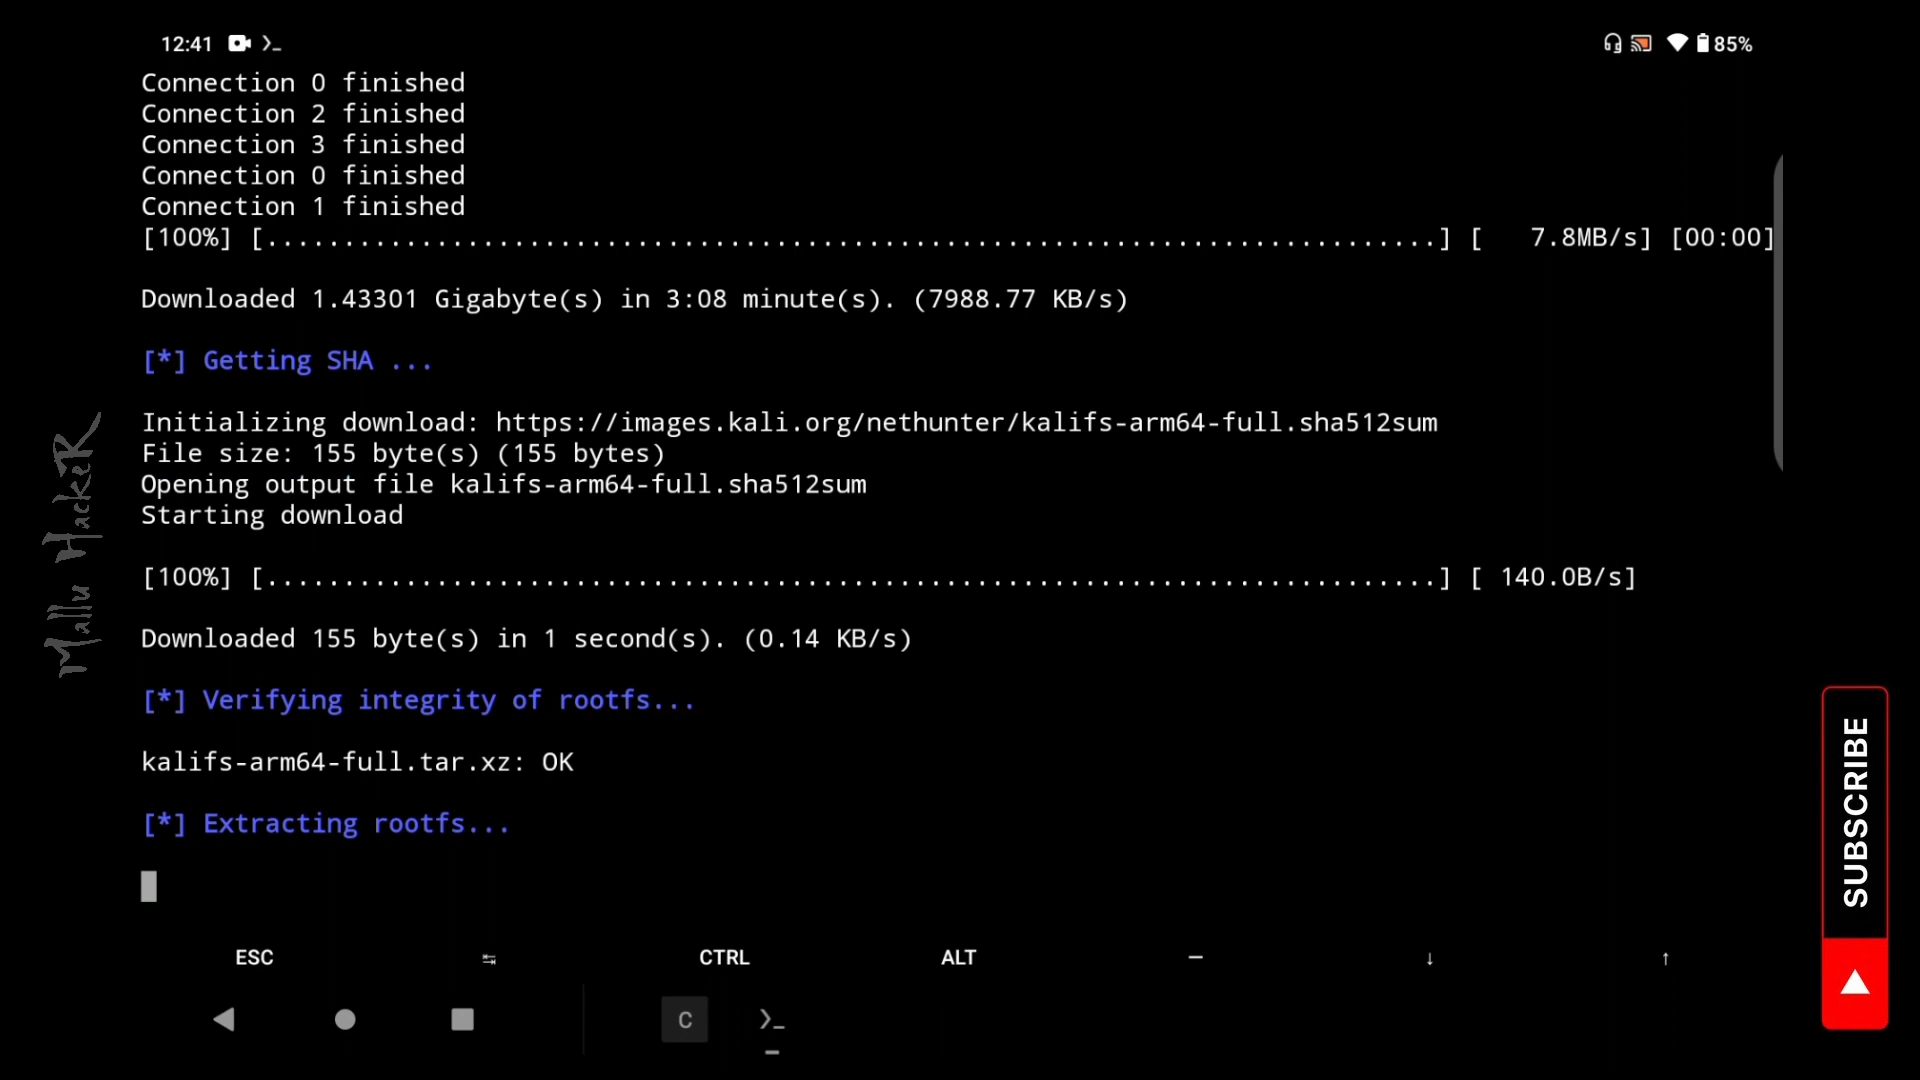 12:41
85%
Connection 0 finished
Connection 2 finished
Connection 3 finished
Connection 0 finished
Connection 1 finished
[100%] [............................................................................] [   7.8MB/s] [00:00]
Downloaded 1.43301 Gigabyte(s) in 3:08 minute(s). (7988.77 KB/s)
[*] Getting SHA ...
Initializing download: https://images.kali.org/nethunter/kalifs-arm64-full.sha512sum
File size: 155 byte(s) (155 bytes)
Opening output file kalifs-arm64-full.sha512sum
Starting download
[100%] [............................................................................] [ 140.0B/s]
Downloaded 155 byte(s) in 1 second(s). (0.14 KB/s)
[*] Verifying integrity of rootfs...
kalifs-arm64-full.tar.xz: OK
[*] Extracting rootfs...
ESC ⇆ CTRL ALT — ↓ ↑
C
Mallu HackeR
SUBSCRIBE